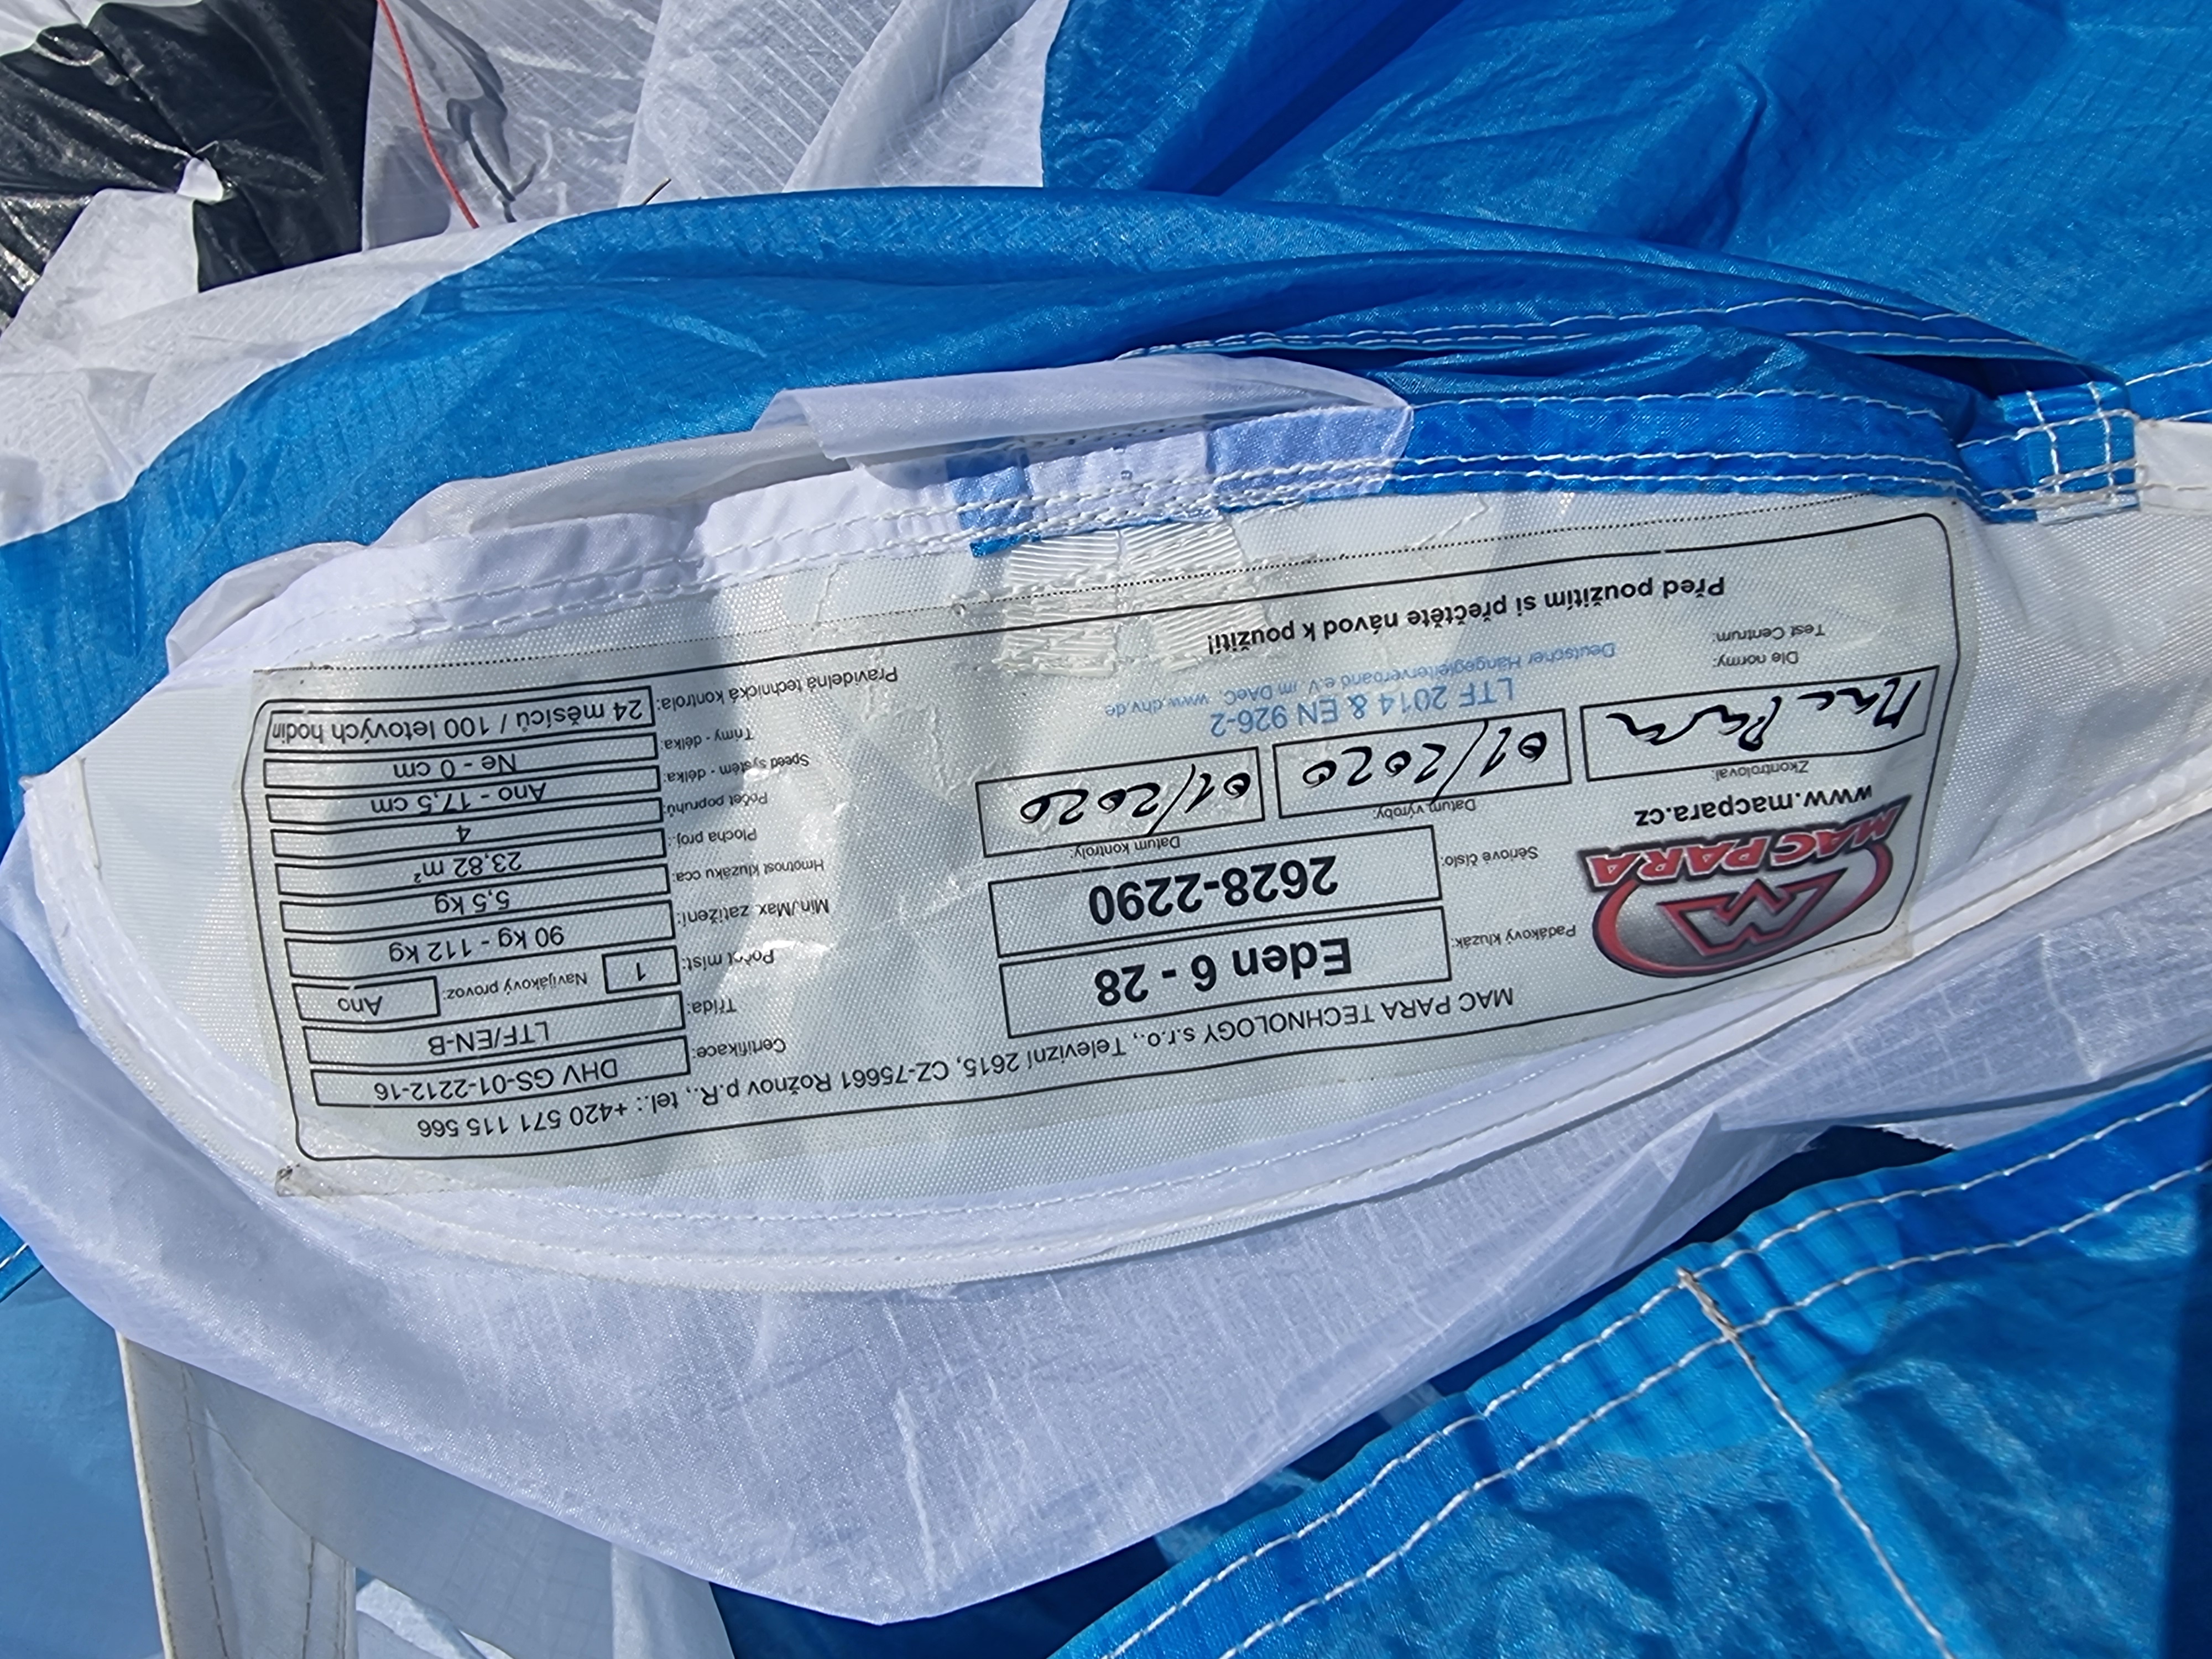 MAC PARA TECHNOLOGY s.r.o., Televizní 2615, CZ-75661 Rožnov p.R., tel.: +420 571 115 566
MAC PARA
www.macpara.cz
Zkontroloval:
Mac Para
Padákový kluzák:
Eden 6 - 28
Sériové číslo:
2628-2290
Datum výroby:
01/2020
Datum kontroly:
01/2020
Dle normy:
LTF 2014 & EN 926-2
Test Centrum:
Deutscher Hängegleiterverband e.V. im DAeC, www.dhv.de
Před použitím si přečtěte návod k použití!
Certifikace:
DHV GS-01-2212-16
Třída:
LTF/EN-B
Počet míst:
1
Navijákový provoz:
Ano
Min./Max. zatížení:
90 kg - 112 kg
Hmotnost kluzáku cca:
5,5 kg
Plocha proj.:
23,82 m²
Počet popruhů:
4
Speed systém - délka:
Ano - 17,5 cm
Trimy - délka:
Ne - 0 cm
Pravidelná technická kontrola:
24 měsíců / 100 letových hodin